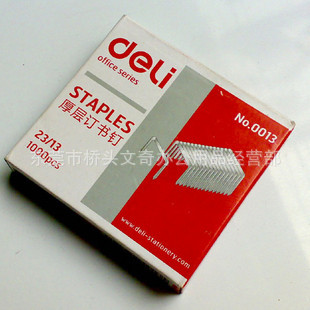 deli
office series
STAPLES
厚层订书钉
23/13
1000pcs
No.0013
www.deli-stationery.com
东莞市桥头文奇办公用品经营部